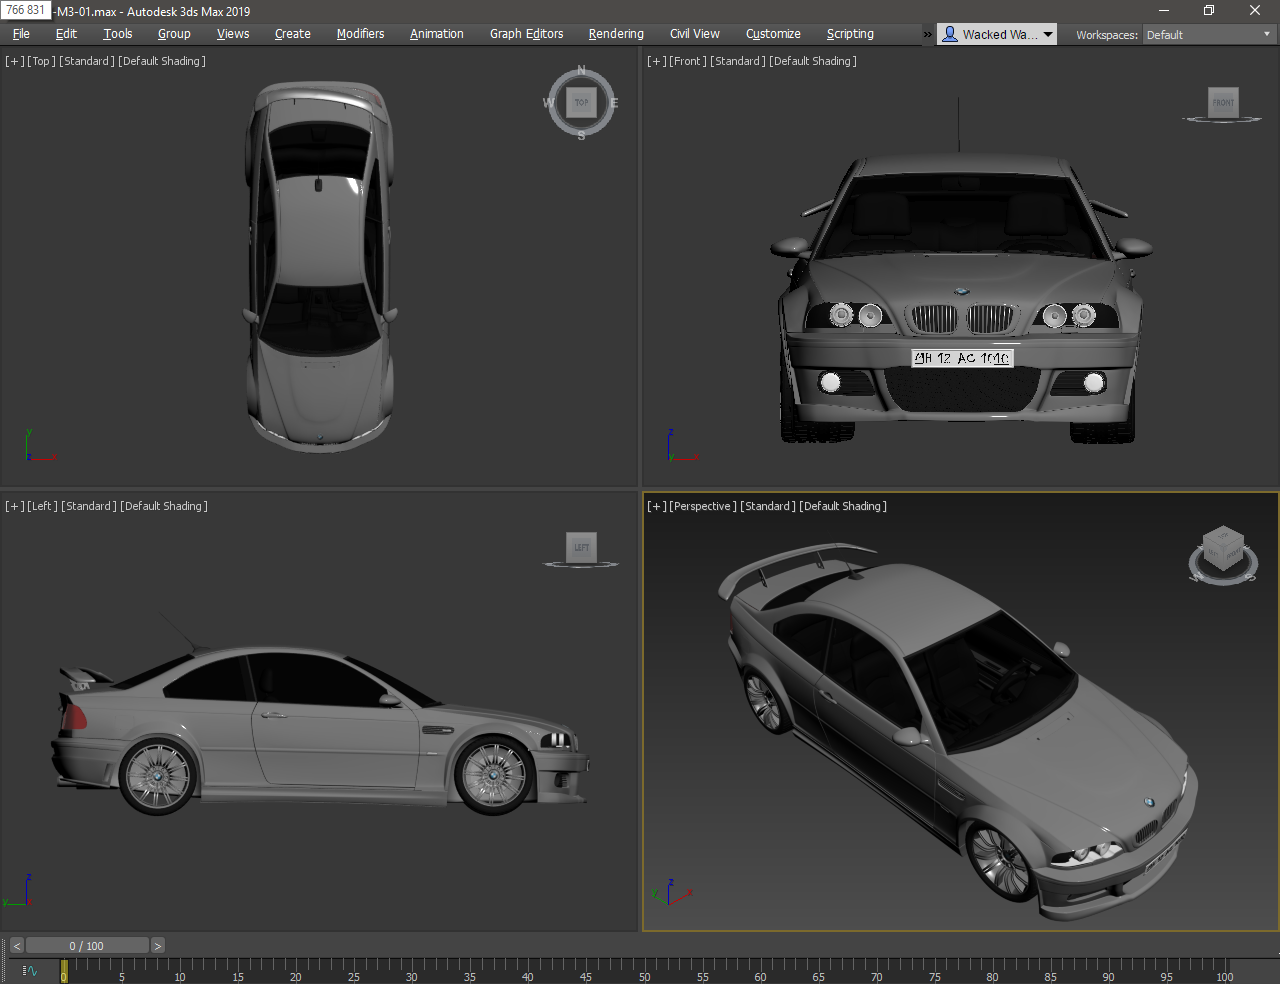 766 831 -M3-01.max - Autodesk 3ds Max 2019
File Edit Tools Group Views Create Modifiers Animation Graph Editors Rendering Civil View Customize Scripting » Wacked Wa... Workspaces: Default
[+] [Top] [Standard] [Default Shading]
[+] [Front] [Standard] [Default Shading]
N
W TOP E
S
FRONT
MH 12 AC 1010
y
z x
z
y x
[+] [Left] [Standard] [Default Shading]
[+] [Perspective] [Standard] [Default Shading]
LEFT
W S
z
y
z
y x
< 0 / 100 >
0 5 10 15 20 25 30 35 40 45 50 55 60 65 70 75 80 85 90 95 100